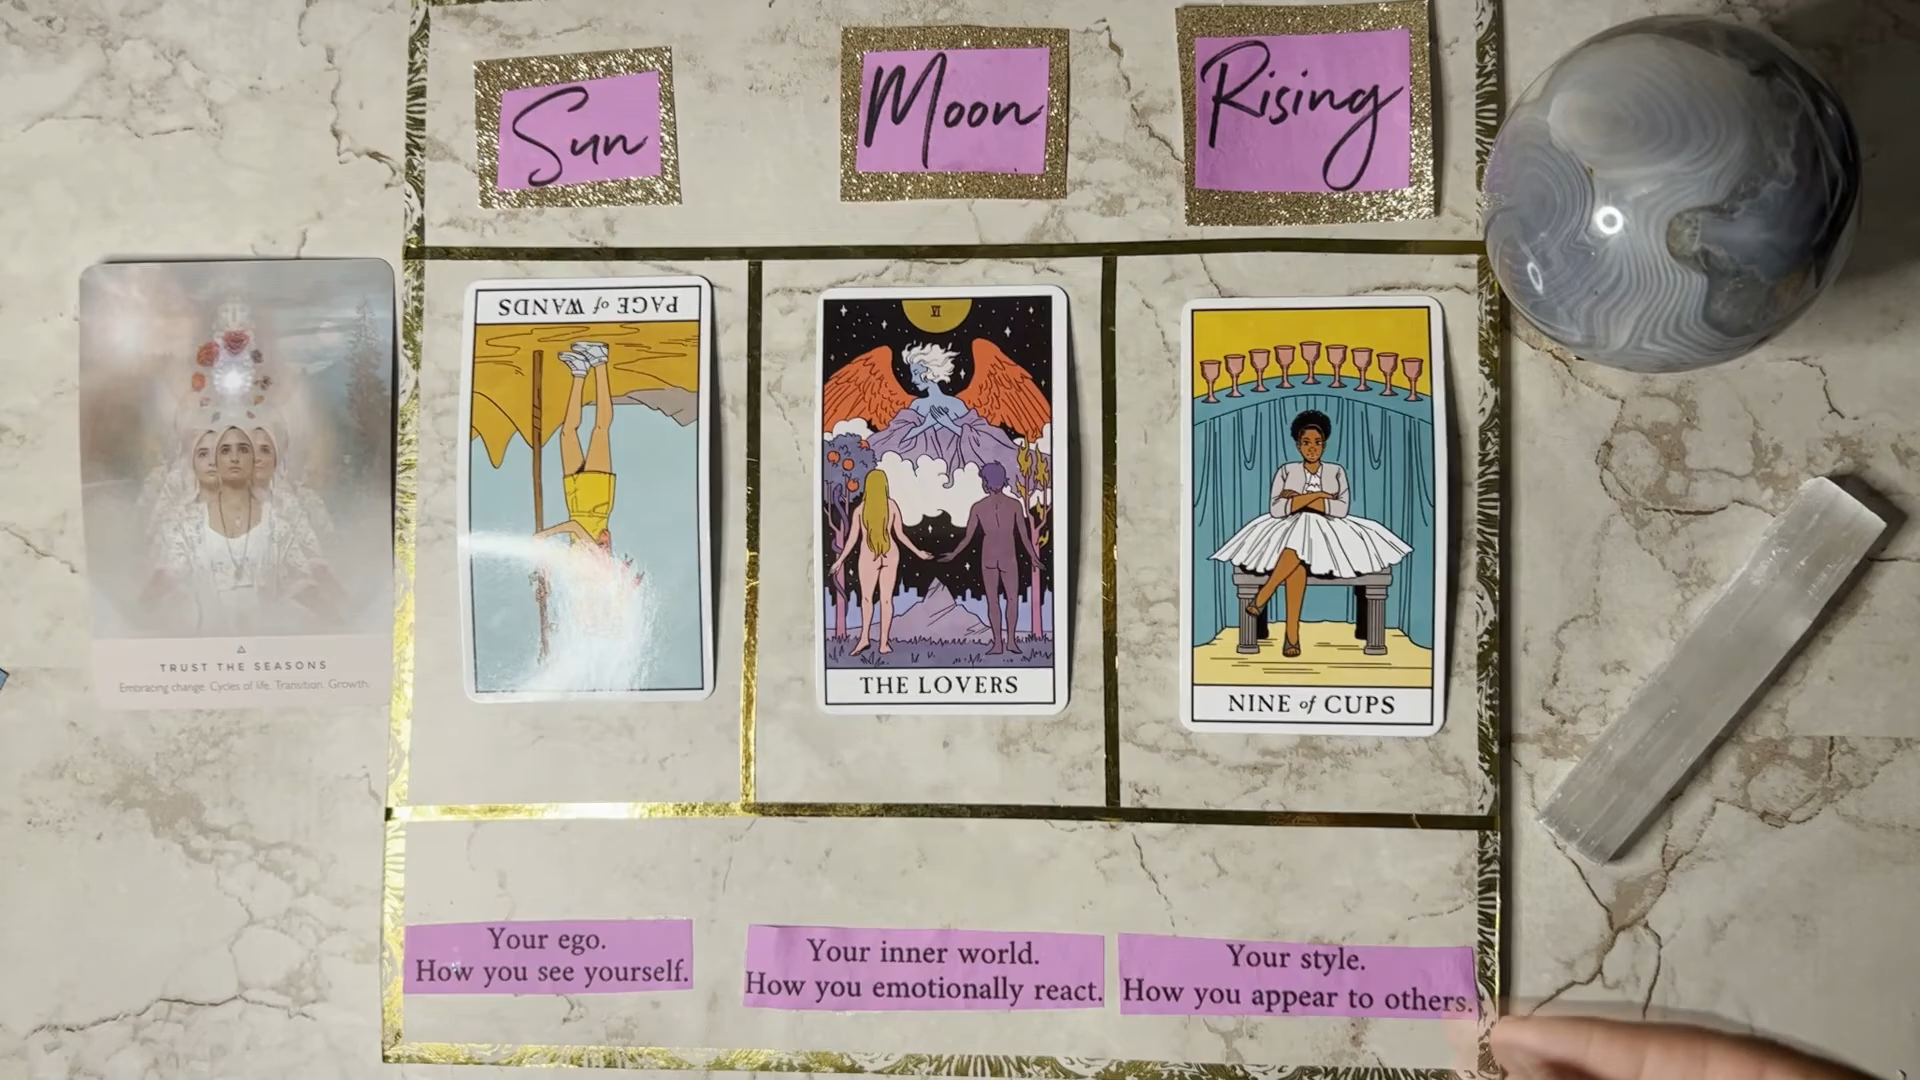 Sun
Moon
Rising
PAGE of WANDS
VI
THE LOVERS
NINE of CUPS
TRUST THE SEASONS
Embracing change. Cycles of life. Transition. Growth.
Your ego.
How you see yourself.
Your inner world.
How you emotionally react.
Your style.
How you appear to others.